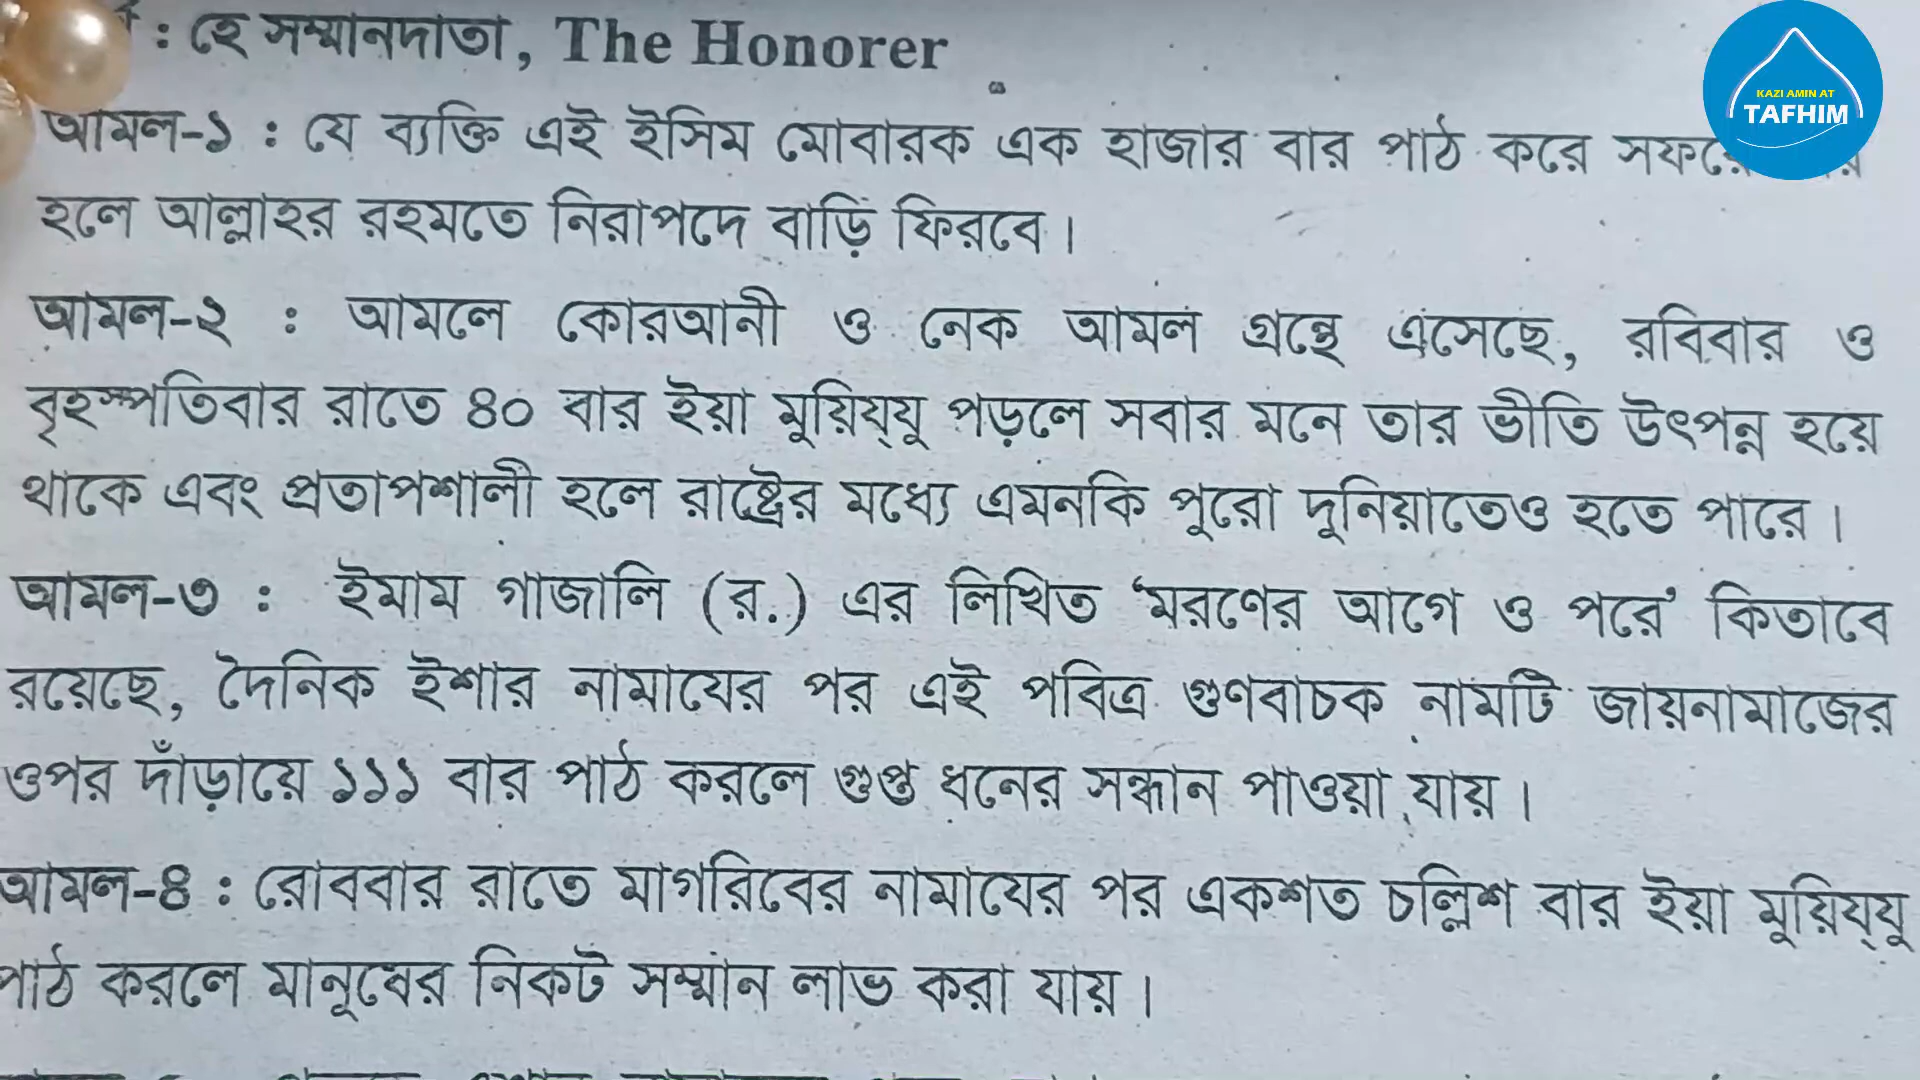 : হে সম্মানদাতা, The Honorer
KAZI AMIN AT
TAFHIM
আমল-১ : যে ব্যক্তি এই ইসিম মোবারক এক হাজার বার পাঠ করে
হলে আল্লাহর রহমতে নিরাপদে বাড়ি ফিরবে।
আমল-২ : আমলে কোরআনী ও নেক আমল গ্রন্থে এসেছে, রবিবার ও
বৃহস্পতিবার রাতে ৪০ বার ইয়া মুয়িয্যু পড়লে সবার মনে তার ভীতি উৎপন্ন হয়ে
থাকে এবং প্রতাপশালী হলে রাষ্ট্রের মধ্যে এমনকি পুরো দুনিয়াতেও হতে পারে।
আমল-৩ : ইমাম গাজালি (র.) এর লিখিত ‘মরণের আগে ও পরে’ কিতাবে
রয়েছে, দৈনিক ইশার নামাযের পর এই পবিত্র গুণবাচক নামটি জায়নামাজের
ওপর দাঁড়ায়ে ১১১ বার পাঠ করলে গুপ্ত ধনের সন্ধান পাওয়া যায়।
আমল-৪ : রোববার রাতে মাগরিবের নামাযের পর একশত চল্লিশ বার ইয়া মুয়িয্যু
পাঠ করলে মানুষের নিকট সম্মান লাভ করা যায়।